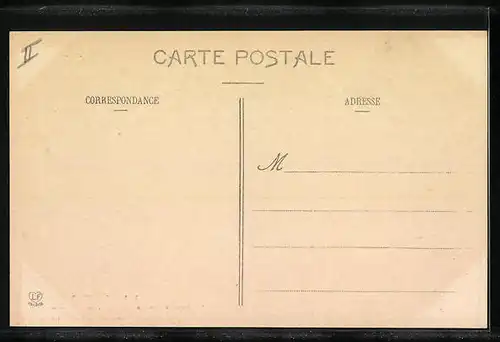 II
CARTE POSTALE
CORRESPONDANCE
ADRESSE
M